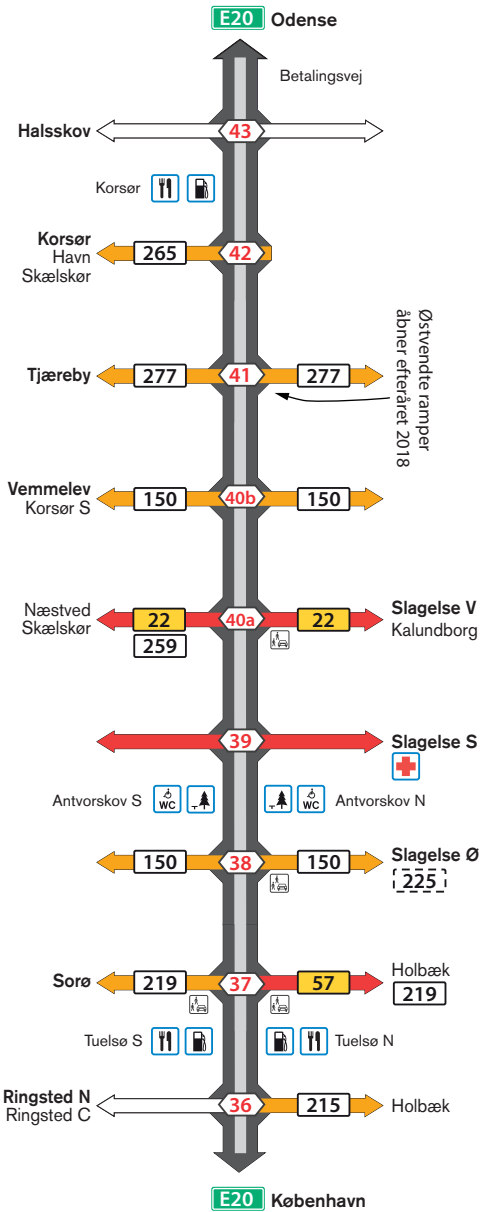 E20 Odense
Betalingsvej
Halsskov 43
Korsør
Korsør
Havn
Skælskør
265 42
Tjæreby 277 41 277
Østvendte ramper
åbner efteråret 2018
Vemmelev
Korsør S
150 40b 150
Næstved
Skælskør
22 40a 22
259
Slagelse V
Kalundborg
39 Slagelse S
Antvorskov S WC WC Antvorskov N
150 38 150 Slagelse Ø
225
Sorø 219 37 57 Holbæk
219
Tuelsø S Tuelsø N
Ringsted N
Ringsted C
36 215 Holbæk
E20 København